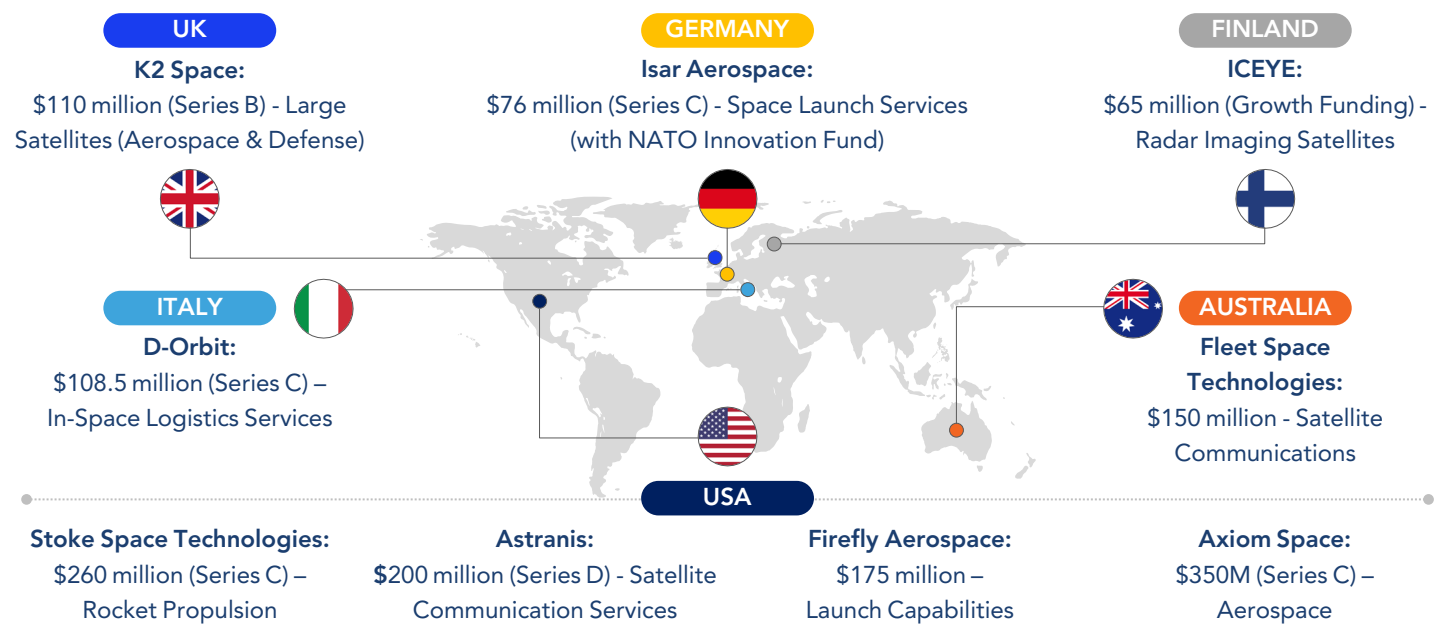 UK
K2 Space:
$110 million (Series B) - Large
Satellites (Aerospace & Defense)
GERMANY
Isar Aerospace:
$76 million (Series C) - Space Launch Services
(with NATO Innovation Fund)
FINLAND
ICEYE:
$65 million (Growth Funding) -
Radar Imaging Satellites
ITALY
D-Orbit:
$108.5 million (Series C) –
In-Space Logistics Services
AUSTRALIA
Fleet Space
Technologies:
$150 million - Satellite
Communications
USA
Stoke Space Technologies:
$260 million (Series C) –
Rocket Propulsion
Astranis:
$200 million (Series D) - Satellite
Communication Services
Firefly Aerospace:
$175 million –
Launch Capabilities
Axiom Space:
$350M (Series C) –
Aerospace